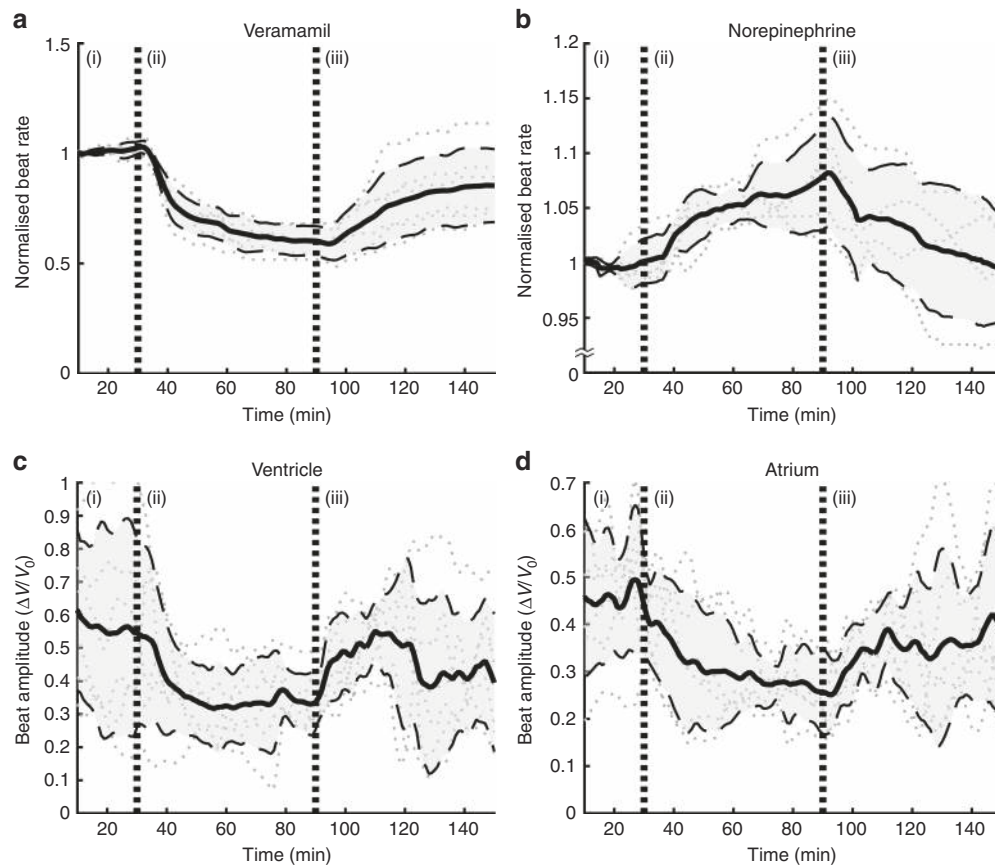 a
Veramamil
(i)
(ii)
(iii)
1.5
1
0.5
0
Normalised beat rate
20 40 60 80 100 120 140
Time (min)
b
Norepinephrine
(i)
(ii)
(iii)
1.2
1.15
1.1
1.05
1
0.95
0
Normalised beat rate
20 40 60 80 100 120 140
Time (min)
c
Ventricle
(i)
(ii)
(iii)
1
0.9
0.8
0.7
0.6
0.5
0.4
0.3
0.2
0.1
0
Beat amplitude (ΔV/V₀)
20 40 60 80 100 120 140
Time (min)
d
Atrium
(i)
(ii)
(iii)
0.7
0.6
0.5
0.4
0.3
0.2
0.1
0
Beat amplitude (ΔV/V₀)
20 40 60 80 100 120 140
Time (min)